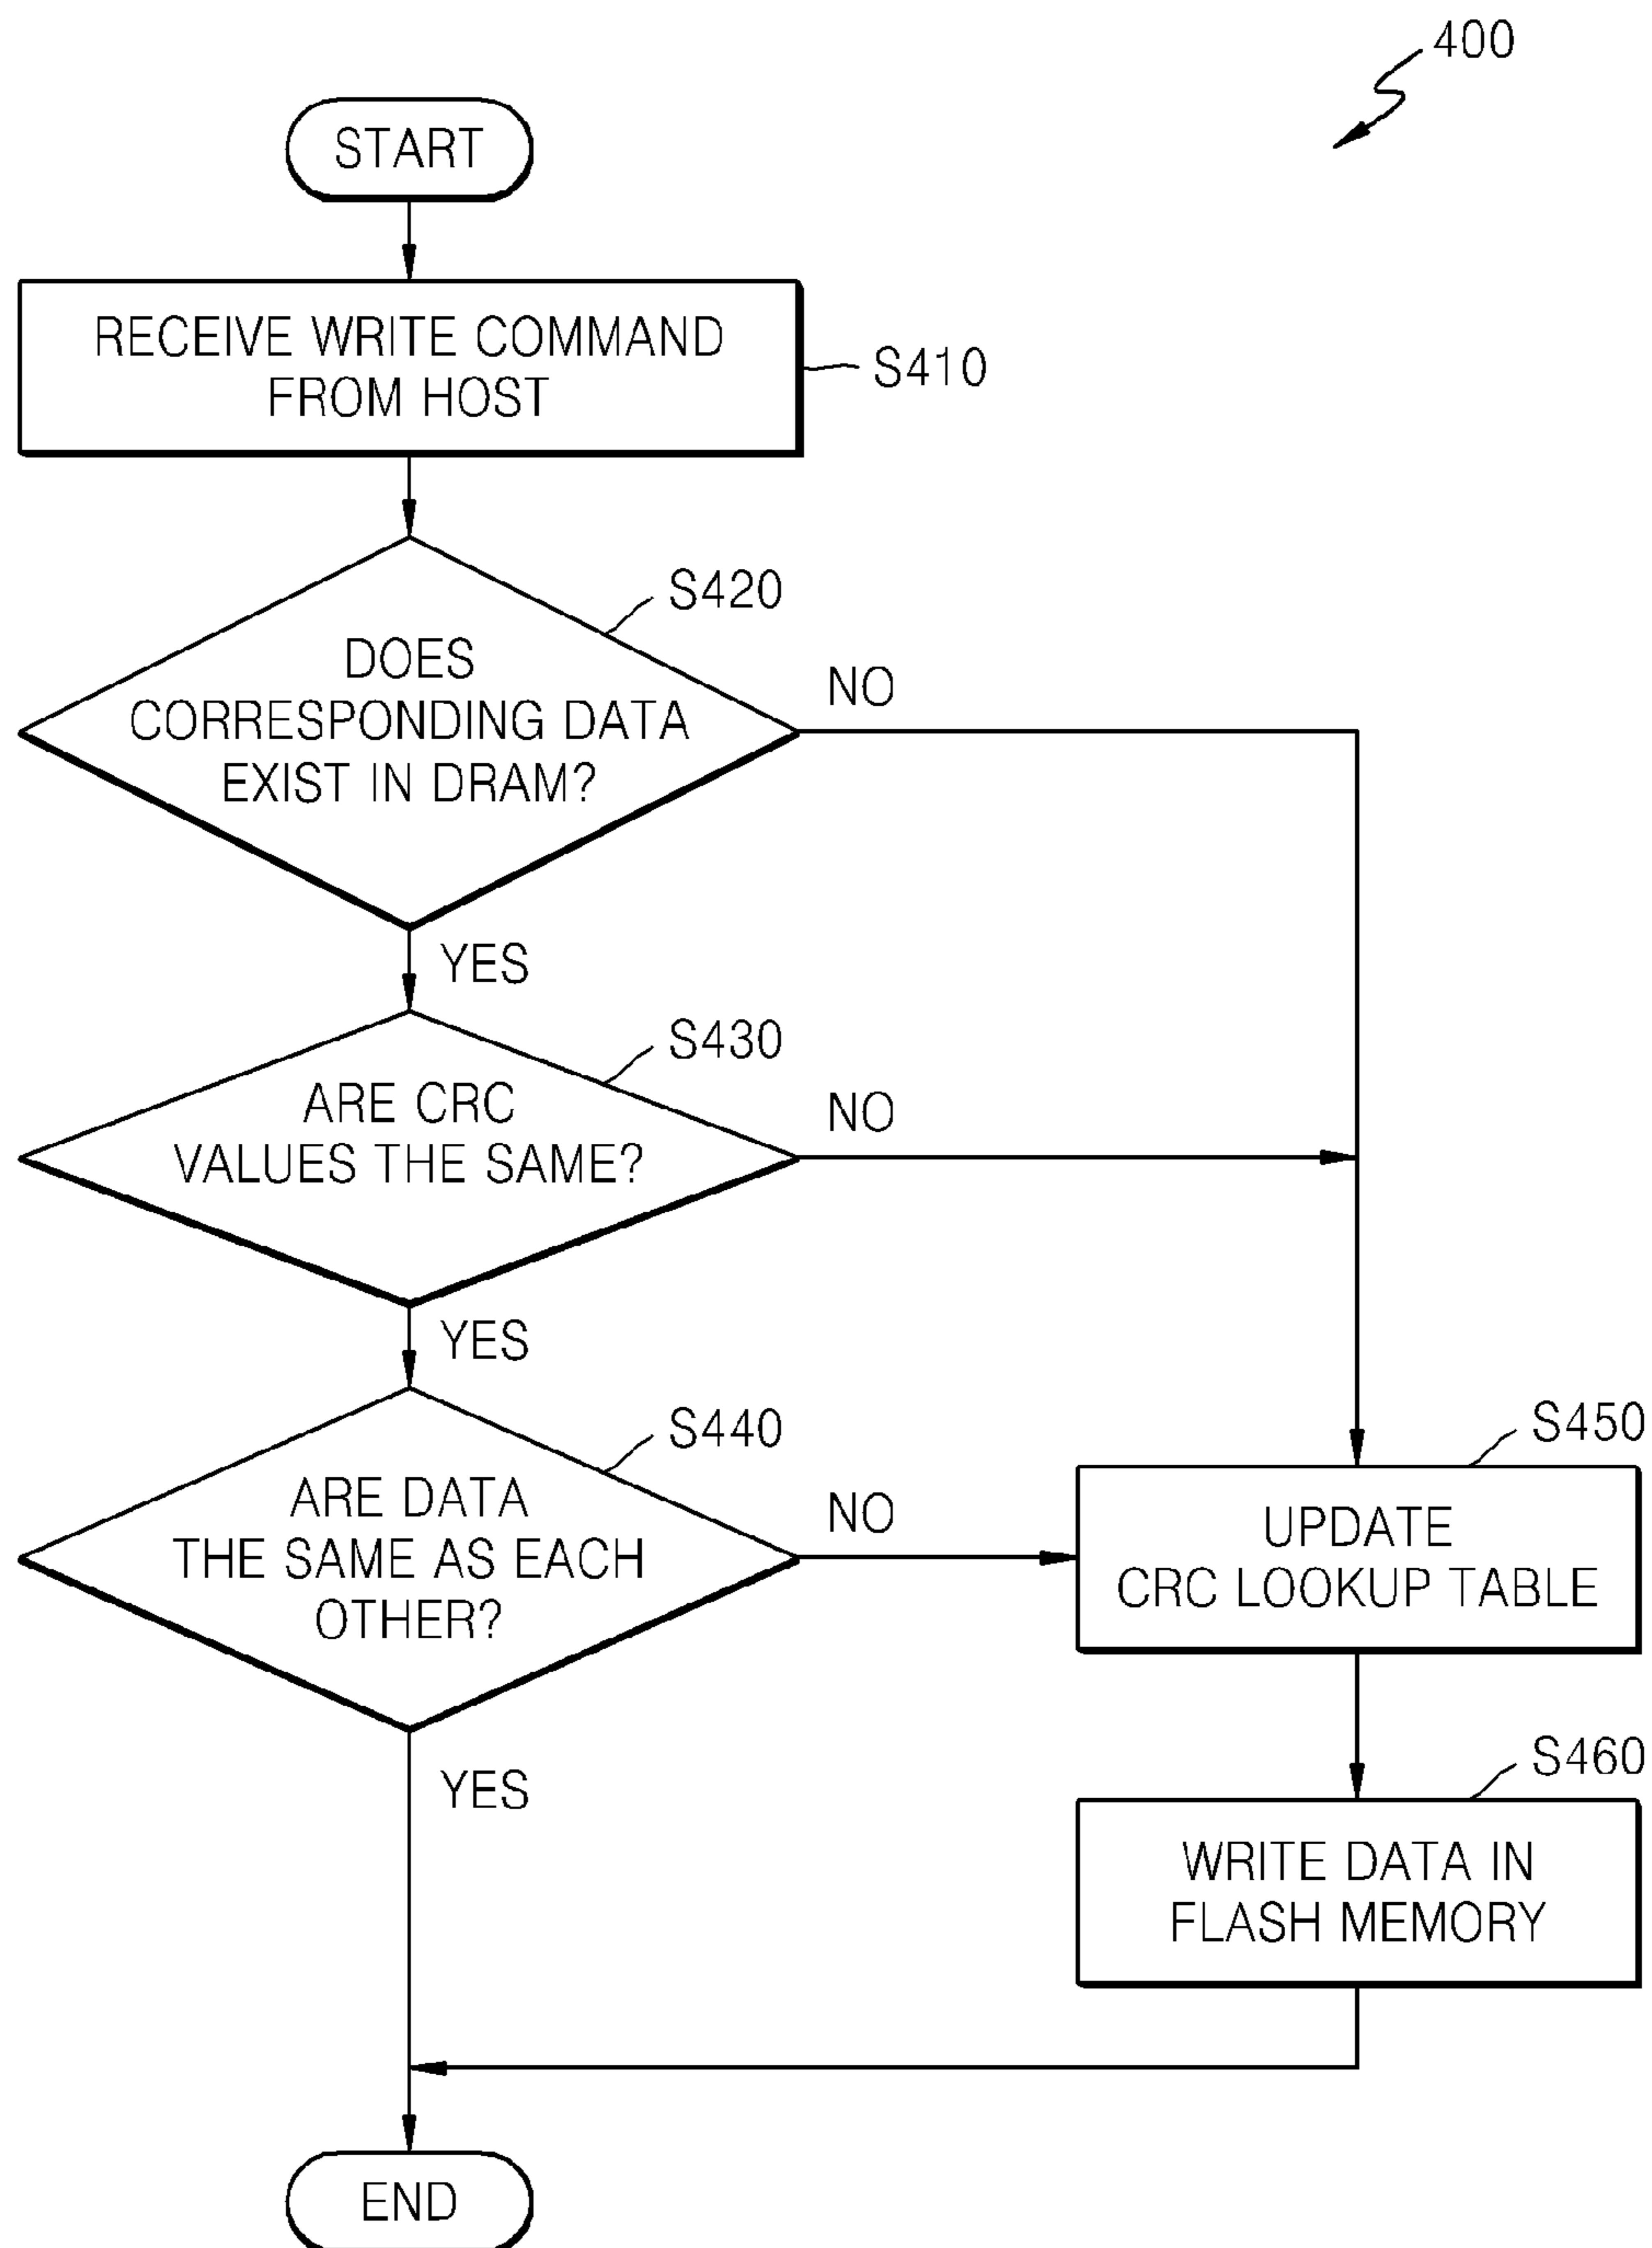 400
START
RECEIVE WRITE COMMAND
FROM HOST
S410
S420
DOES
CORRESPONDING DATA
EXIST IN DRAM?
NO
YES
S430
ARE CRC
VALUES THE SAME?
NO
YES
S440
ARE DATA
THE SAME AS EACH
OTHER?
NO
YES
S450
UPDATE
CRC LOOKUP TABLE
S460
WRITE DATA IN
FLASH MEMORY
END